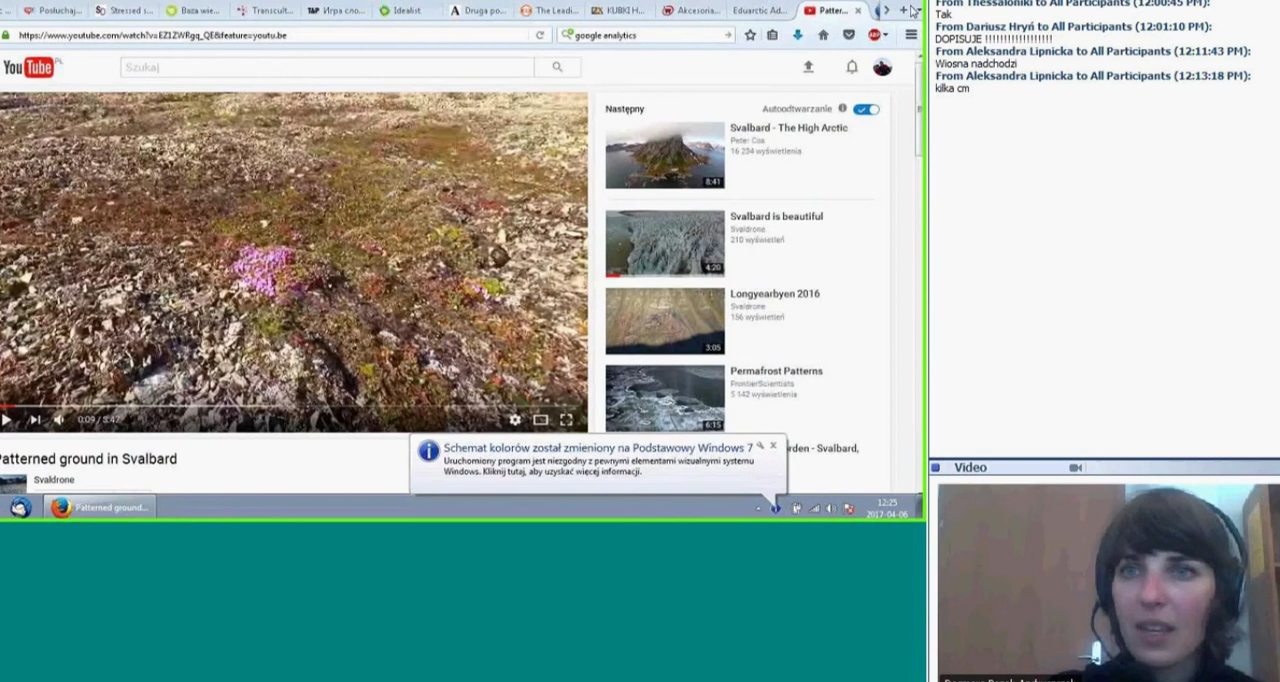 Posłuchaj...
Stressed s...
Baza wie...
Transcult...
T&P Игра сло...
Ideakit
Druga po...
The Leadi...
KUBKI H...
Akcesoria...
Eduarctic Ad...
Patter...
https://www.youtube.com/watch?v=EZ1ZWRgq_QE&feature=youtu.be
google analytics
ABP
YouTube PL
Szukaj
Następny
Autoodtwarzanie
Svalbard - The High Arctic
Peter Cox
16 234 wyświetlenia
8:41
Svalbard is beautiful
Svaldrone
210 wyświetleń
4:20
Longyearbyen 2016
Svaldrone
156 wyświetleń
3:05
Permafrost Patterns
FrontierScientists
5 142 wyświetlenia
6:15
rden - Svalbard,
0:09 / 3:47
Patterned ground in Svalbard
Svaldrone
Schemat kolorów został zmieniony na Podstawowy Windows 7
Uruchomiony program jest niezgodny z pewnymi elementami wizualnymi systemu
Windows. Kliknij tutaj, aby uzyskać więcej informacji.
Patterned ground...
12:25
2017-04-06
From Thessaloniki to All Participants (12:00:45 PM):
Tak
From Dariusz Hryń to All Participants (12:01:10 PM):
DOPISUJE !!!!!!!!!!!!!!!!!!
From Aleksandra Lipnicka to All Participants (12:11:43 PM):
Wiosna nadchodzi
From Aleksandra Lipnicka to All Participants (12:13:18 PM):
kilka cm
Video